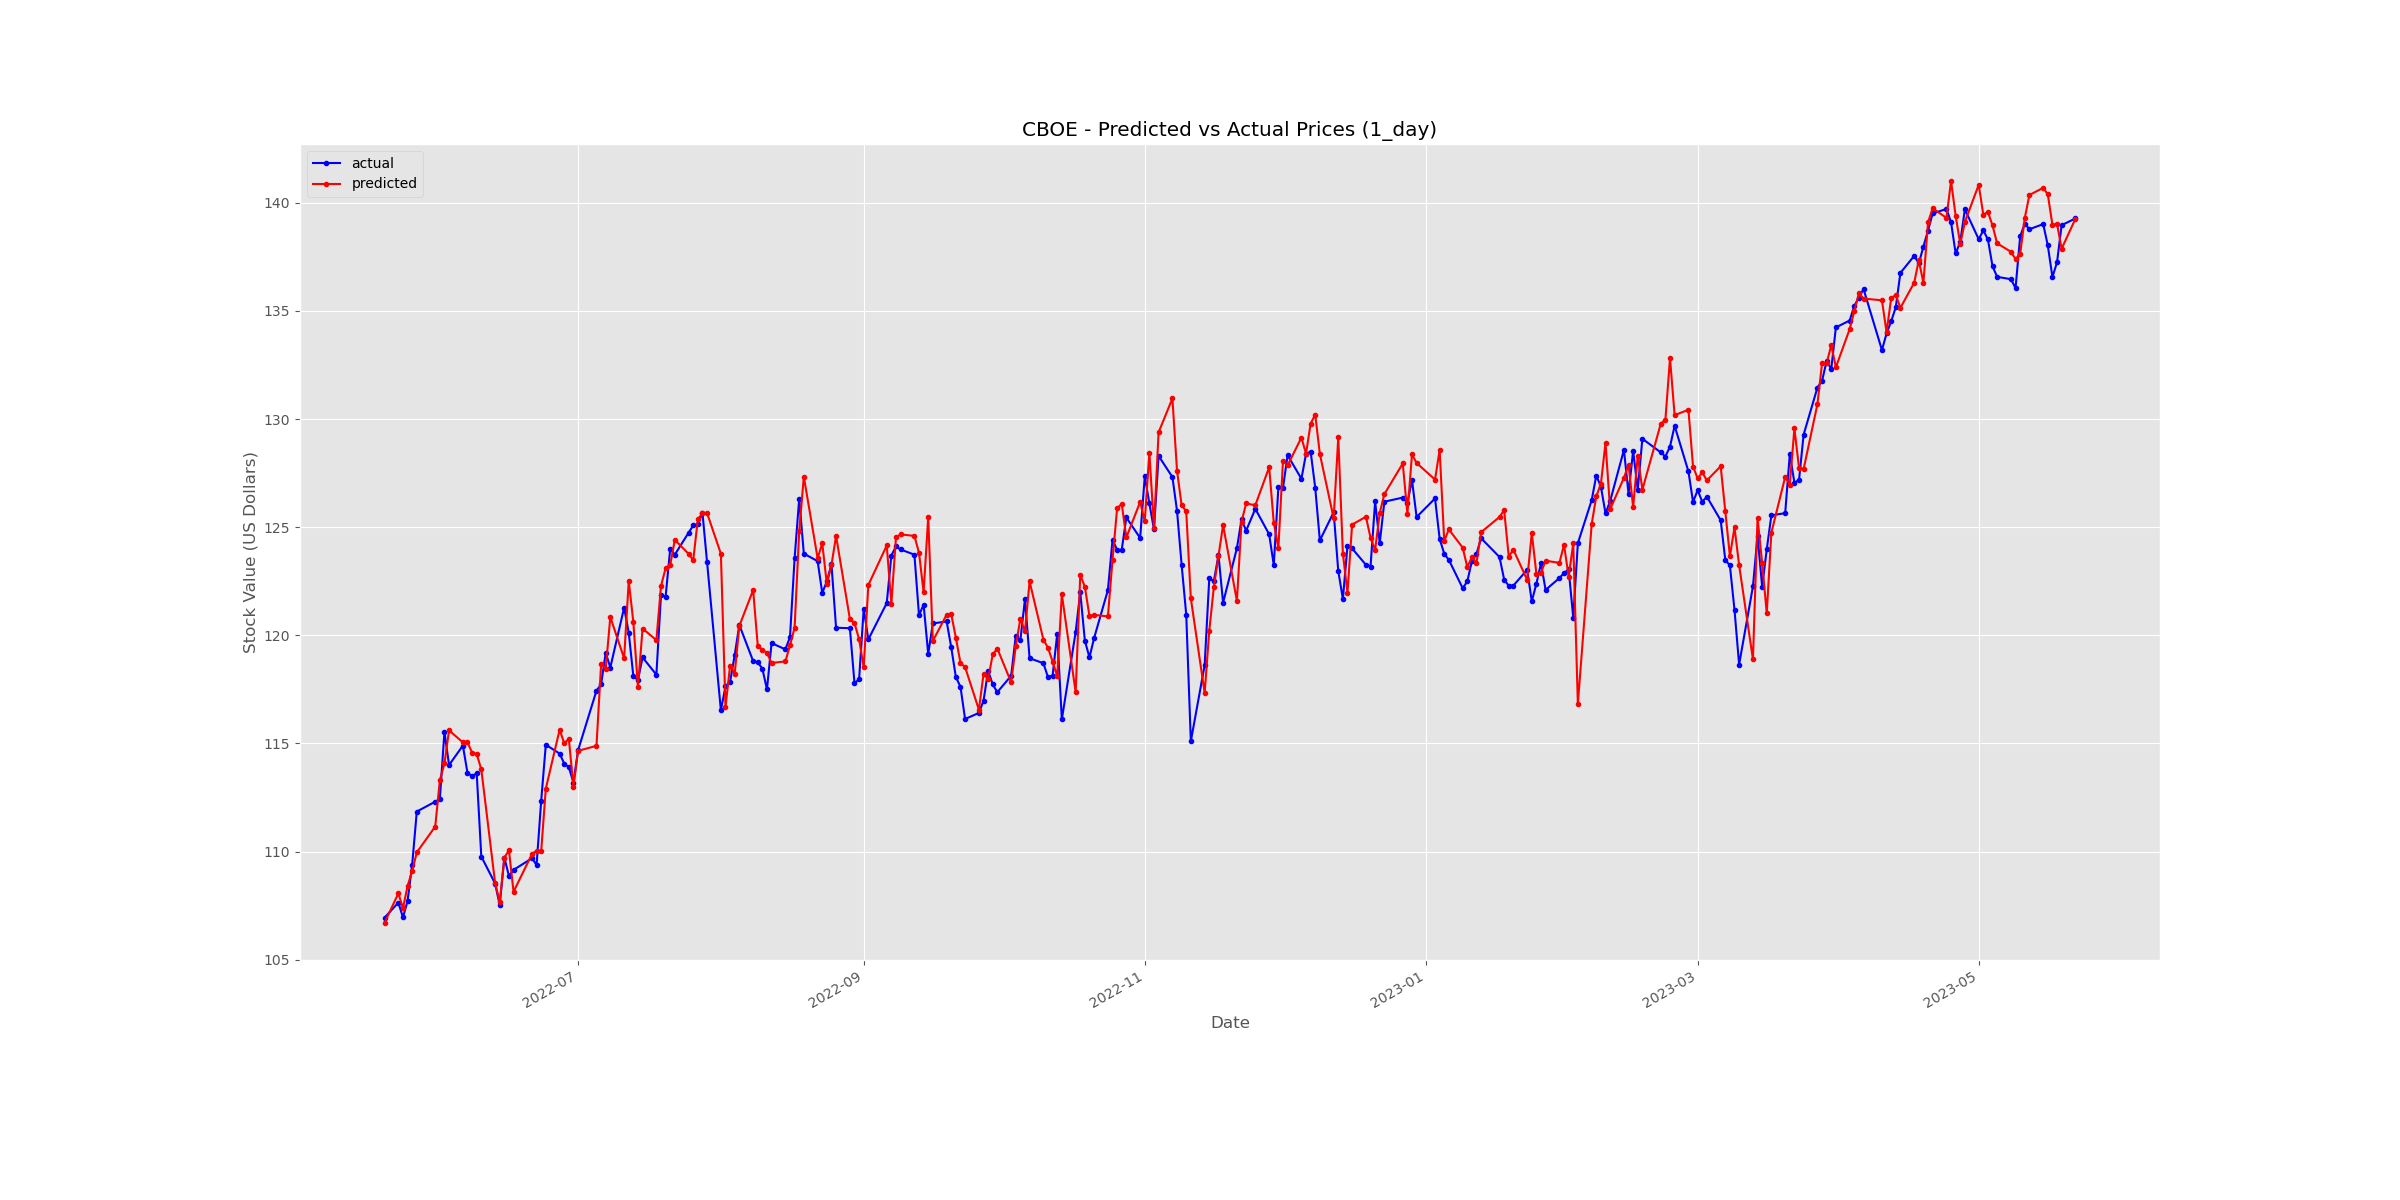 CBOE - Predicted vs Actual Prices (1_day)
actual
predicted
140
135
130
125
120
115
110
105
Stock Value (US Dollars)
2022-07
2022-09
2022-11
2023-01
2023-03
2023-05
Date